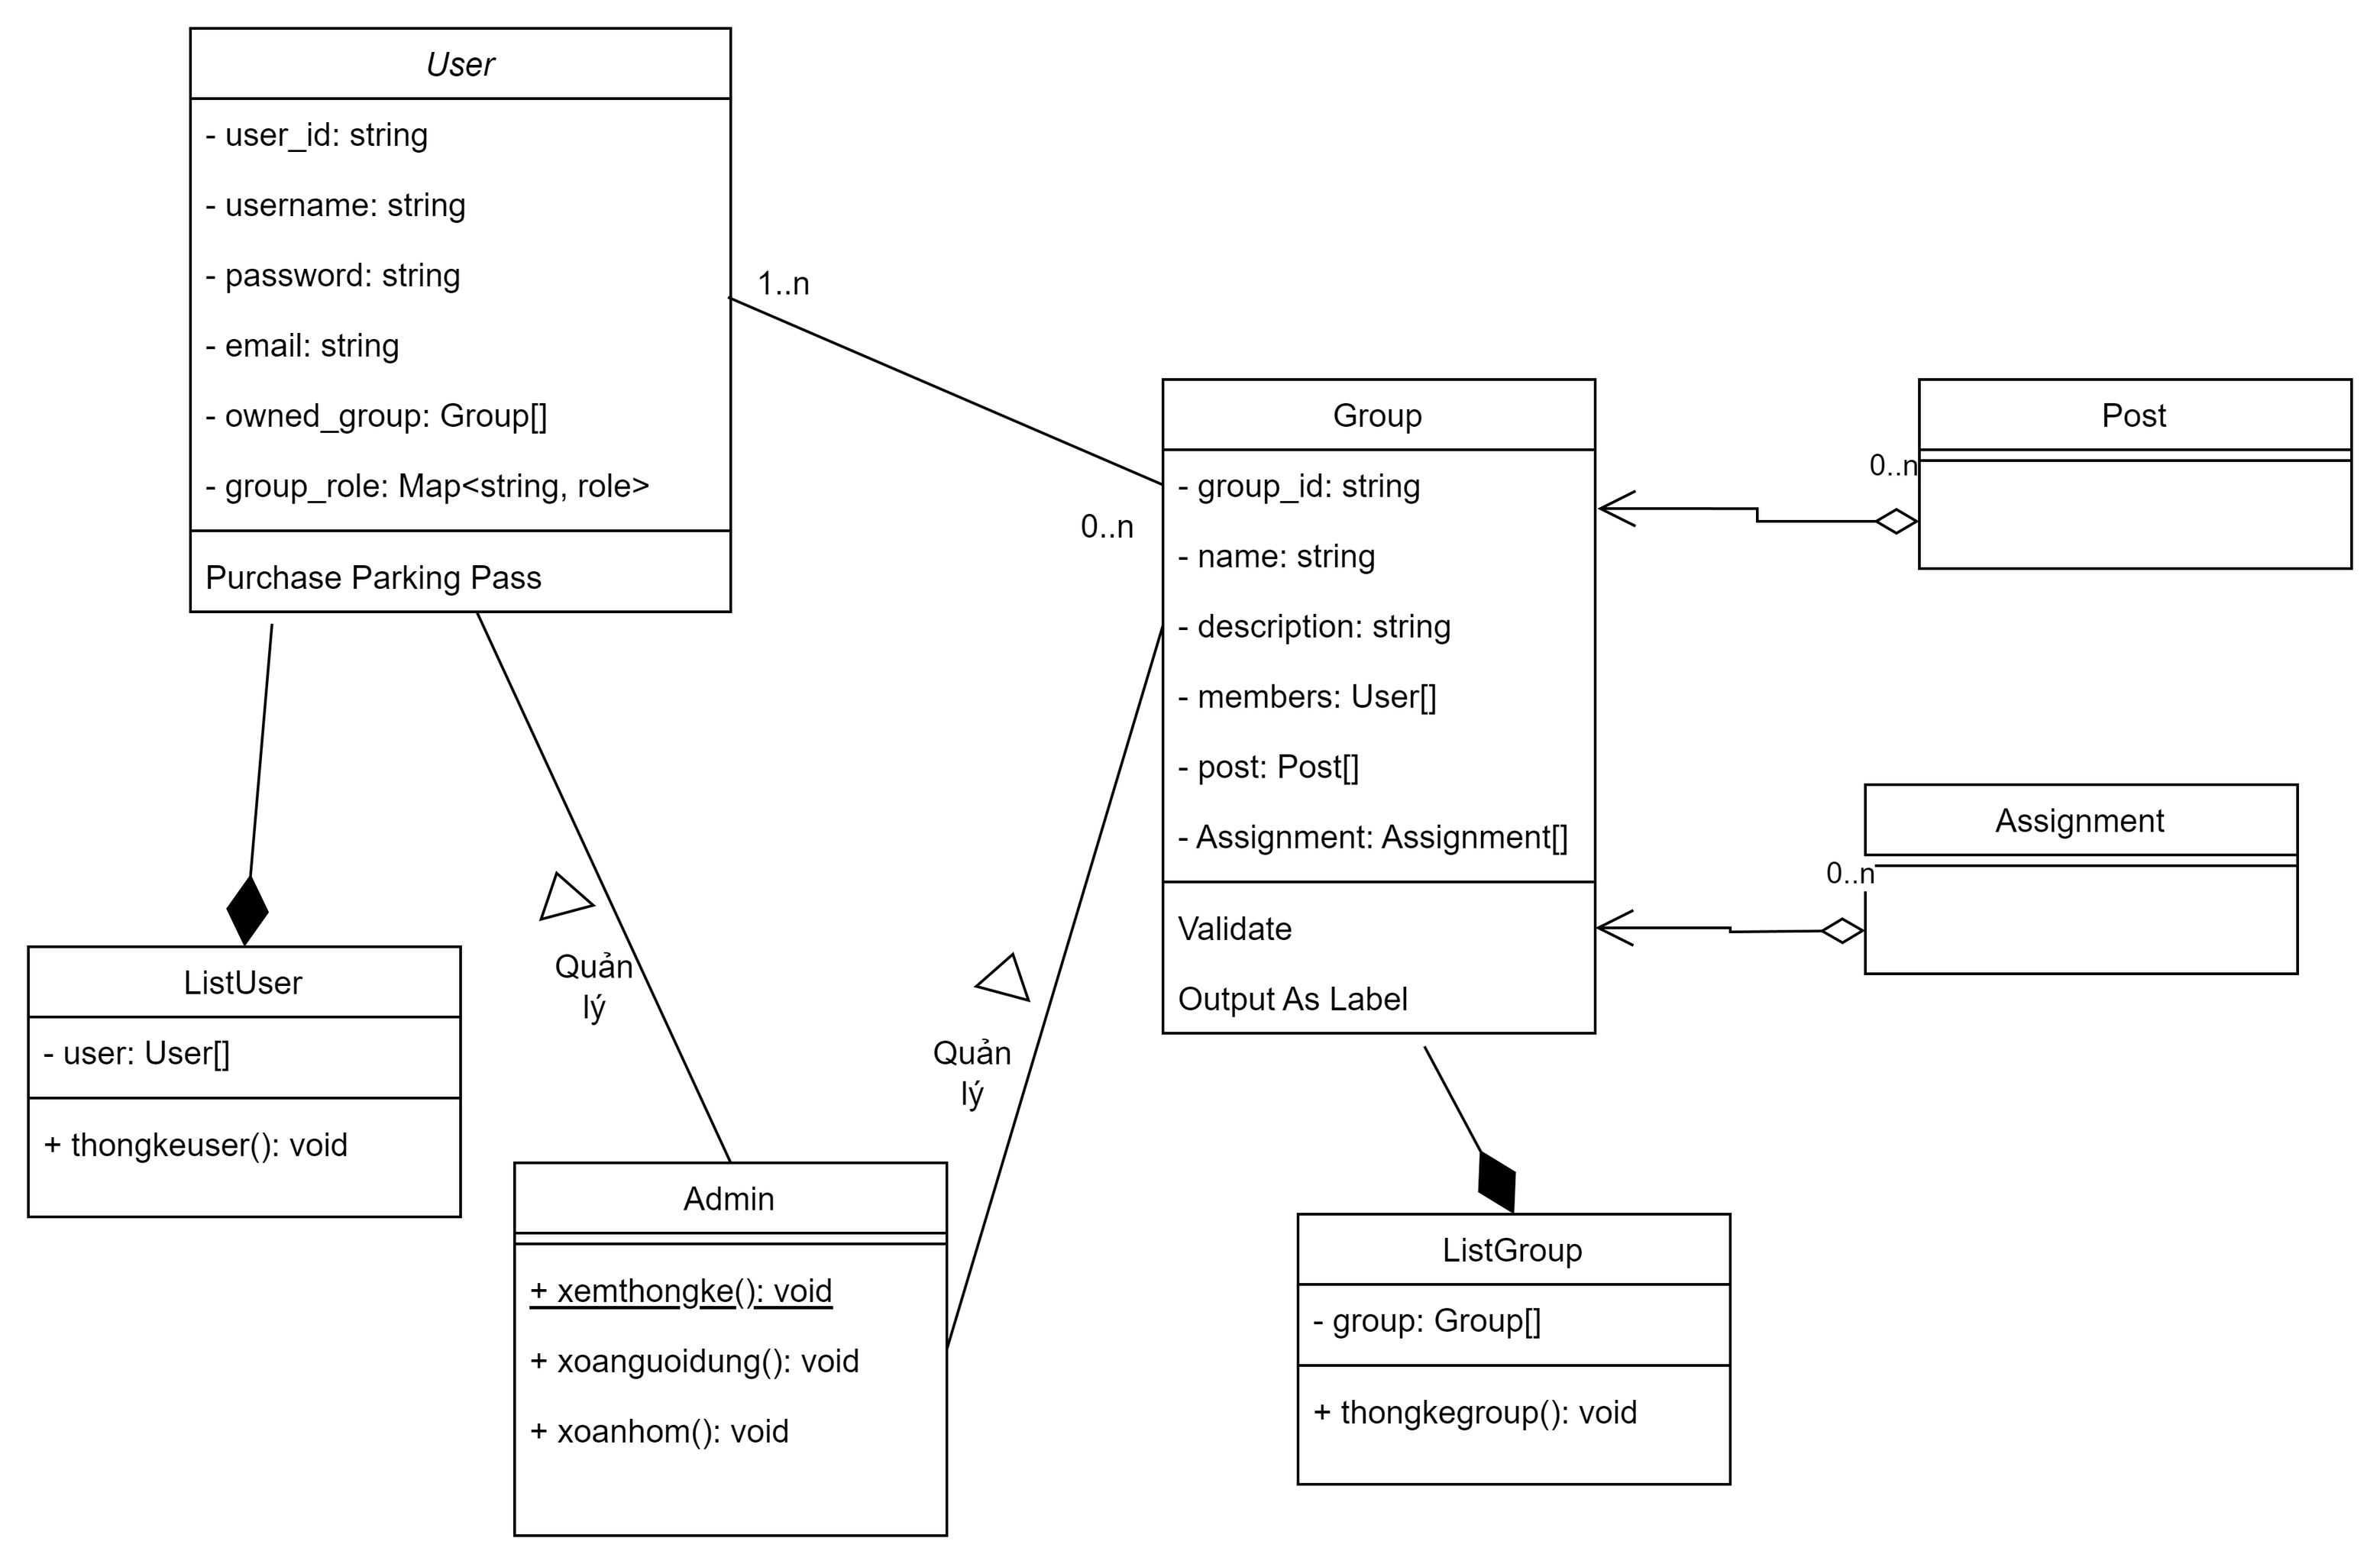 User
- user_id: string
- username: string
- password: string
- email: string
- owned_group: Group[]
- group_role: Map<string, role>
Purchase Parking Pass
1..n
0..n
Group
- group_id: string
- name: string
- description: string
- members: User[]
- post: Post[]
- Assignment: Assignment[]
Validate
Output As Label
Post
0..n
Assignment
0..n
Quản
lý
Quản
lý
ListUser
- user: User[]
+ thongkeuser(): void
Admin
+ xemthongke(): void
+ xoanguoidung(): void
+ xoanhom(): void
ListGroup
- group: Group[]
+ thongkegroup(): void